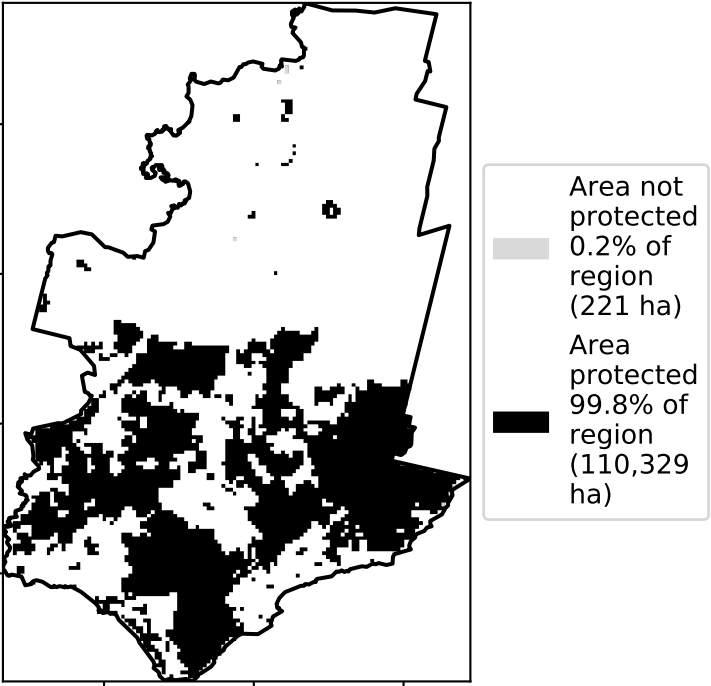 Area not
protected
0.2% of
region
(221 ha)
Area
protected
99.8% of
region
(110,329
ha)